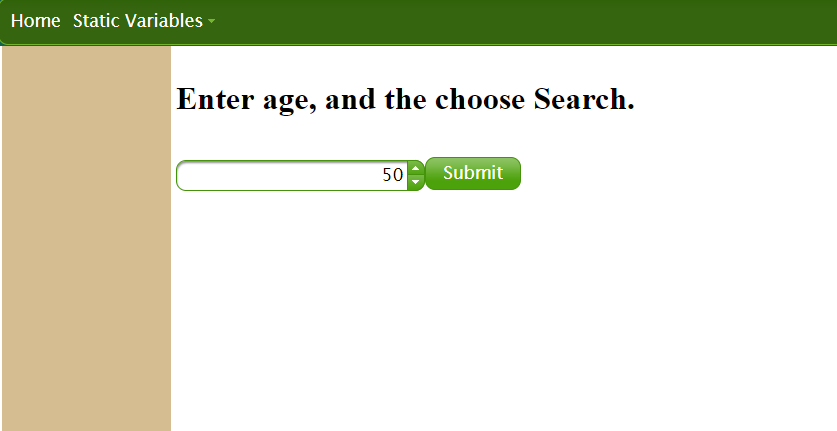 Home Static Variables
Enter age, and the choose Search.
50 Submit